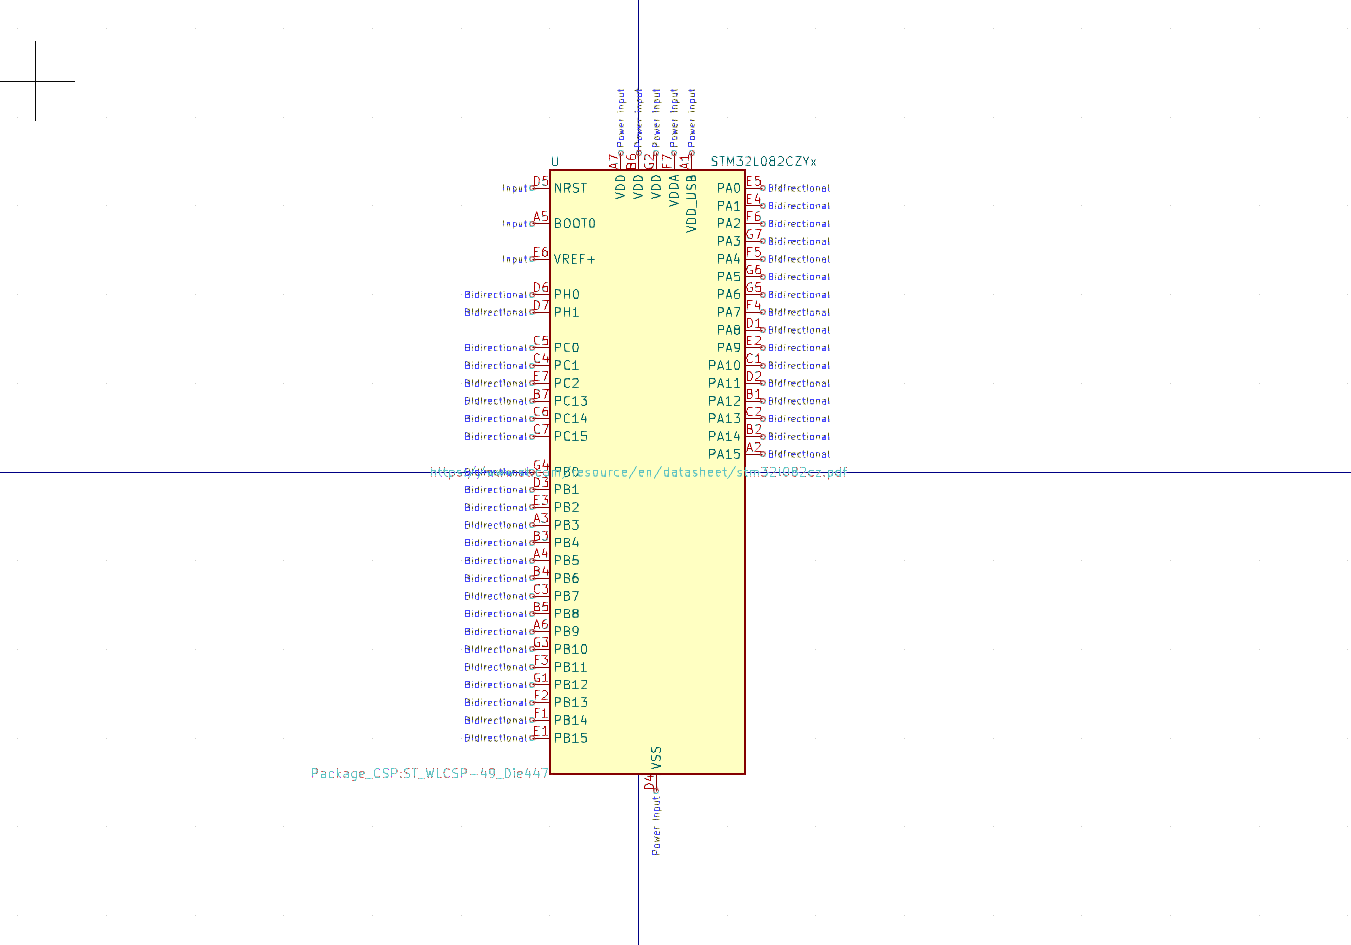 Power Input Power Input Power Input Power Input Power Input
A7 B6 G2 F7 A1
U STM32L082CZYx
VDD VDD VDD VDDA VDD_USB
Input D5 NRST PA0 E5 Bidirectional
PA1 E4 Bidirectional
Input A5 BOOT0 PA2 F6 Bidirectional
PA3 G7 Bidirectional
Input E6 VREF+ PA4 F5 Bidirectional
PA5 G6 Bidirectional
Bidirectional D6 PH0 PA6 G5 Bidirectional
Bidirectional D7 PH1 PA7 F4 Bidirectional
PA8 D1 Bidirectional
Bidirectional C5 PC0 PA9 E2 Bidirectional
Bidirectional C4 PC1 PA10 C1 Bidirectional
Bidirectional E7 PC2 PA11 D2 Bidirectional
Bidirectional B7 PC13 PA12 B1 Bidirectional
Bidirectional C6 PC14 PA13 C2 Bidirectional
Bidirectional C7 PC15 PA14 B2 Bidirectional
PA15 A2 Bidirectional
Bidirectional G4 PB0
Bidirectional D3 PB1
Bidirectional E3 PB2
Bidirectional A3 PB3
Bidirectional B3 PB4
Bidirectional A4 PB5
Bidirectional B4 PB6
Bidirectional C3 PB7
Bidirectional B5 PB8
Bidirectional A6 PB9
Bidirectional G3 PB10
Bidirectional F3 PB11
Bidirectional G1 PB12
Bidirectional F2 PB13
Bidirectional F1 PB14
Bidirectional E1 PB15
VSS
Package_CSP:ST_WLCSP-49_Die447
D4
Power Input